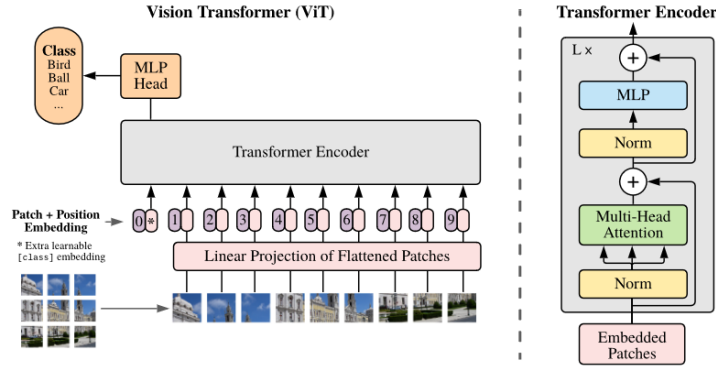 Vision Transformer (ViT)
Class
Bird
Ball
Car
...
MLP
Head
Transformer Encoder
Patch + Position
Embedding
0 * 1 2 3 4 5 6 7 8 9
* Extra learnable
[class] embedding
Linear Projection of Flattened Patches
Transformer Encoder
L x
+
MLP
Norm
+
Multi-Head
Attention
Norm
Embedded
Patches